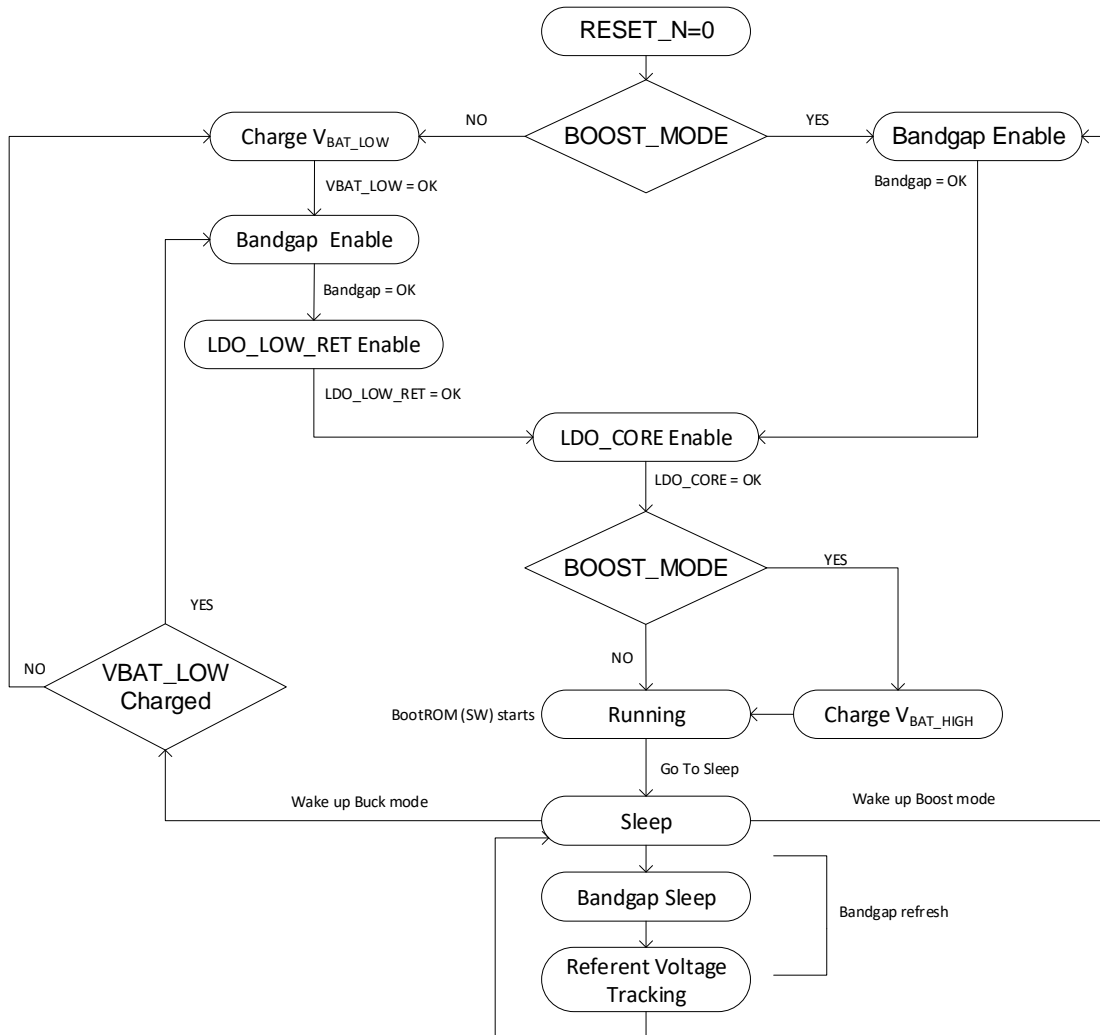 RESET_N=0
BOOST_MODE
NO
YES
Charge VBAT_LOW
Bandgap Enable
VBAT_LOW = OK
Bandgap = OK
Bandgap Enable
Bandgap = OK
LDO_LOW_RET Enable
LDO_LOW_RET = OK
LDO_CORE Enable
LDO_CORE = OK
BOOST_MODE
YES
YES
NO
NO
VBAT_LOW
Charged
BootROM (SW) starts
Running
Charge VBAT_HIGH
Go To Sleep
Wake up Buck mode
Wake up Boost mode
Sleep
Bandgap Sleep
Bandgap refresh
Referent Voltage
Tracking